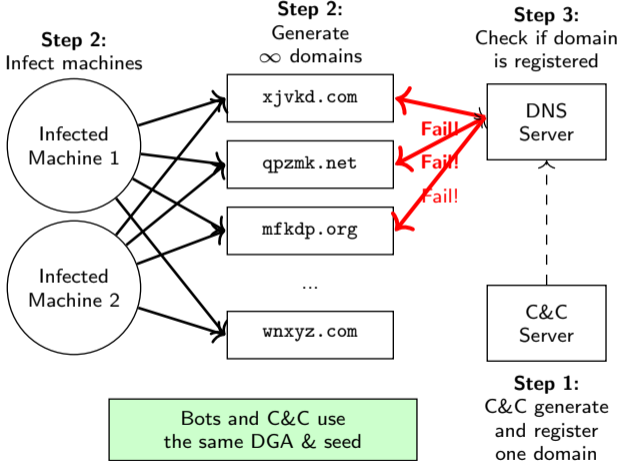 Step 2:
Infect machines
Step 2:
Generate
∞ domains
Step 3:
Check if domain
is registered
Infected
Machine 1
Infected
Machine 2
xjvkd.com
qpzmk.net
mfkdp.org
...
wnxyz.com
Fail!
Fail!
Fail!
DNS
Server
C&C
Server
Step 1:
C&C generate
and register
one domain
Bots and C&C use
the same DGA & seed